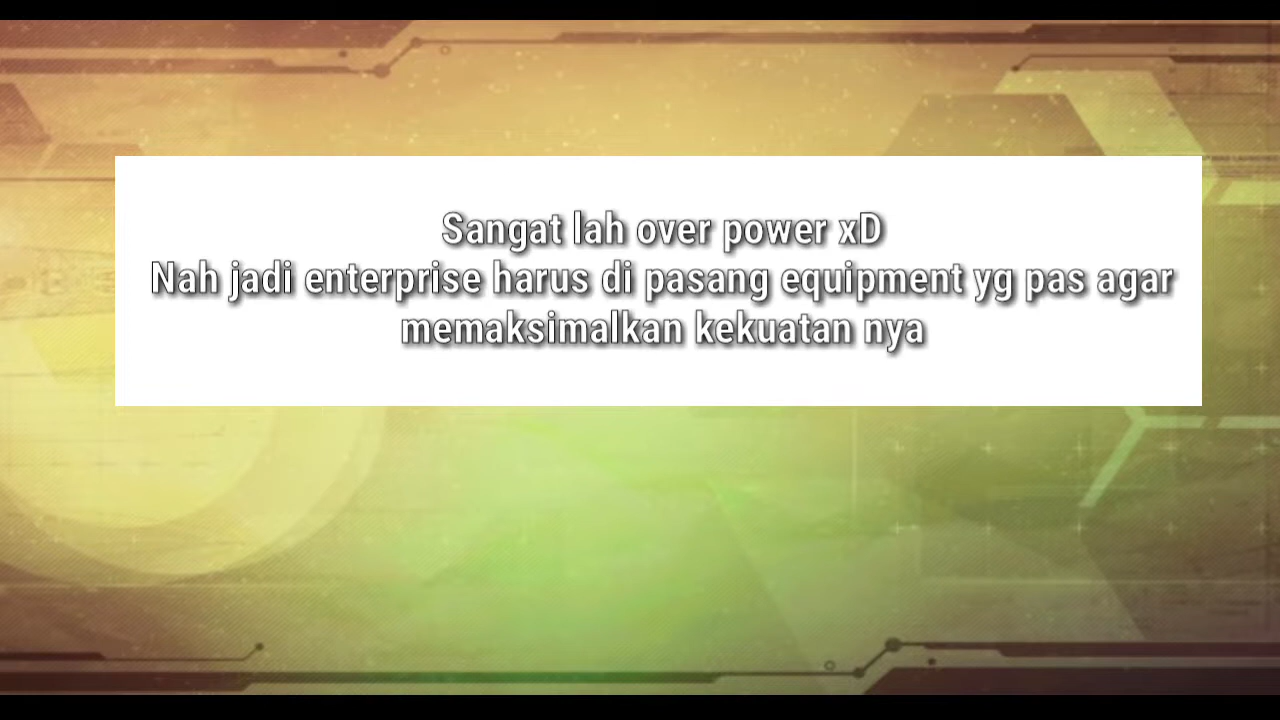 Sangat lah over power xD
Nah jadi enterprise harus di pasang equipment yg pas agar
memaksimalkan kekuatan nya